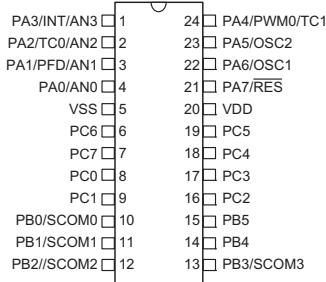 PA3/INT/AN3 1 24 PA4/PWM0/TC1
PA2/TC0/AN2 2 23 PA5/OSC2
PA1/PFD/AN1 3 22 PA6/OSC1
PA0/AN0 4 21 PA7/RES
VSS 5 20 VDD
PC6 6 19 PC5
PC7 7 18 PC4
PC0 8 17 PC3
PC1 9 16 PC2
PB0/SCOM0 10 15 PB5
PB1/SCOM1 11 14 PB4
PB2//SCOM2 12 13 PB3/SCOM3